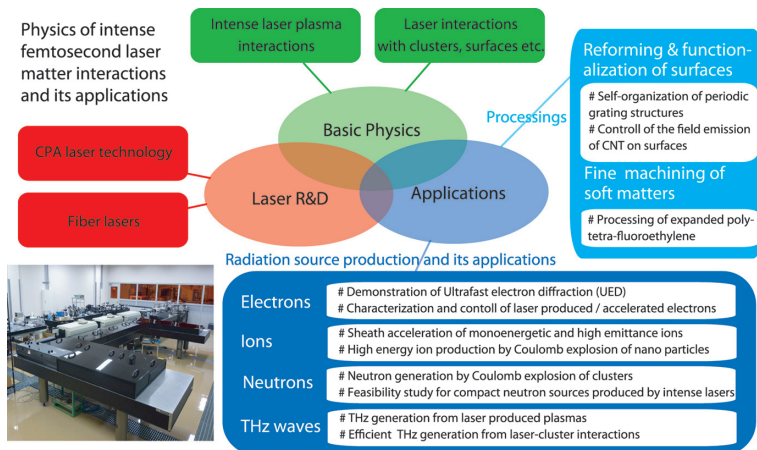 Physics of intense
femtosecond laser
matter interactions
and its applications
Intense laser plasma
interactions
Laser interactions
with clusters, surfaces etc.
CPA laser technology
Fiber lasers
Basic Physics
Laser R&D
Applications
Processings
Reforming & function-
alization of surfaces
# Self-organization of periodic
grating structures
# Controll of the field emission
of CNT on surfaces
Fine machining of
soft matters
# Processing of expanded poly-
tetra-fluoroethylene
Radiation source production and its applications
Electrons
# Demonstration of Ultrafast electron diffraction (UED)
# Characterization and contoll of laser produced / accelerated electrons
Ions
# Sheath acceleration of monoenergetic and high emittance ions
# High energy ion production by Coulomb explosion of nano particles
Neutrons
# Neutron generation by Coulomb explosion of clusters
# Feasibility study for compact neutron sources produced by intense lasers
THz waves
# THz generation from laser produced plasmas
# Efficient THz generation from laser-cluster interactions